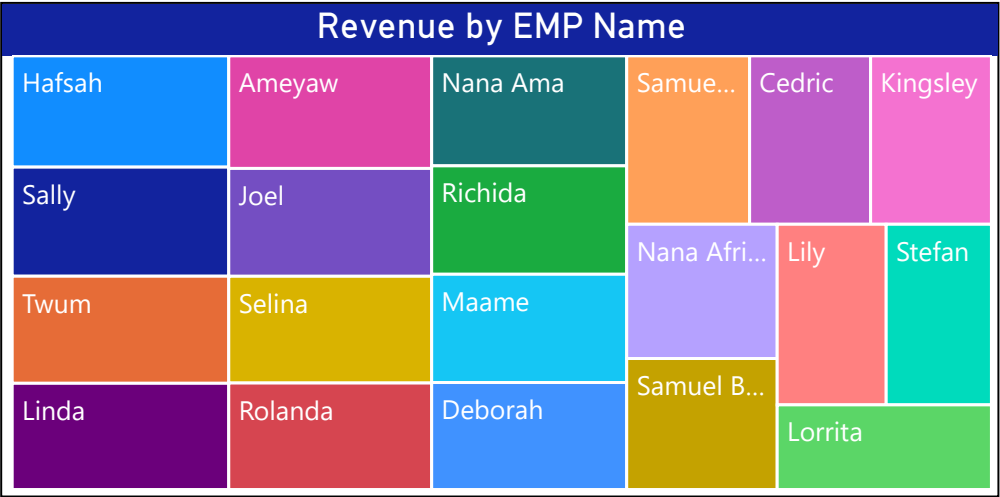 Revenue by EMP Name
Hafsah
Sally
Twum
Linda
Ameyaw
Joel
Selina
Rolanda
Nana Ama
Richida
Maame
Deborah
Samue...
Cedric
Kingsley
Nana Afri...
Samuel B...
Lily
Stefan
Lorrita